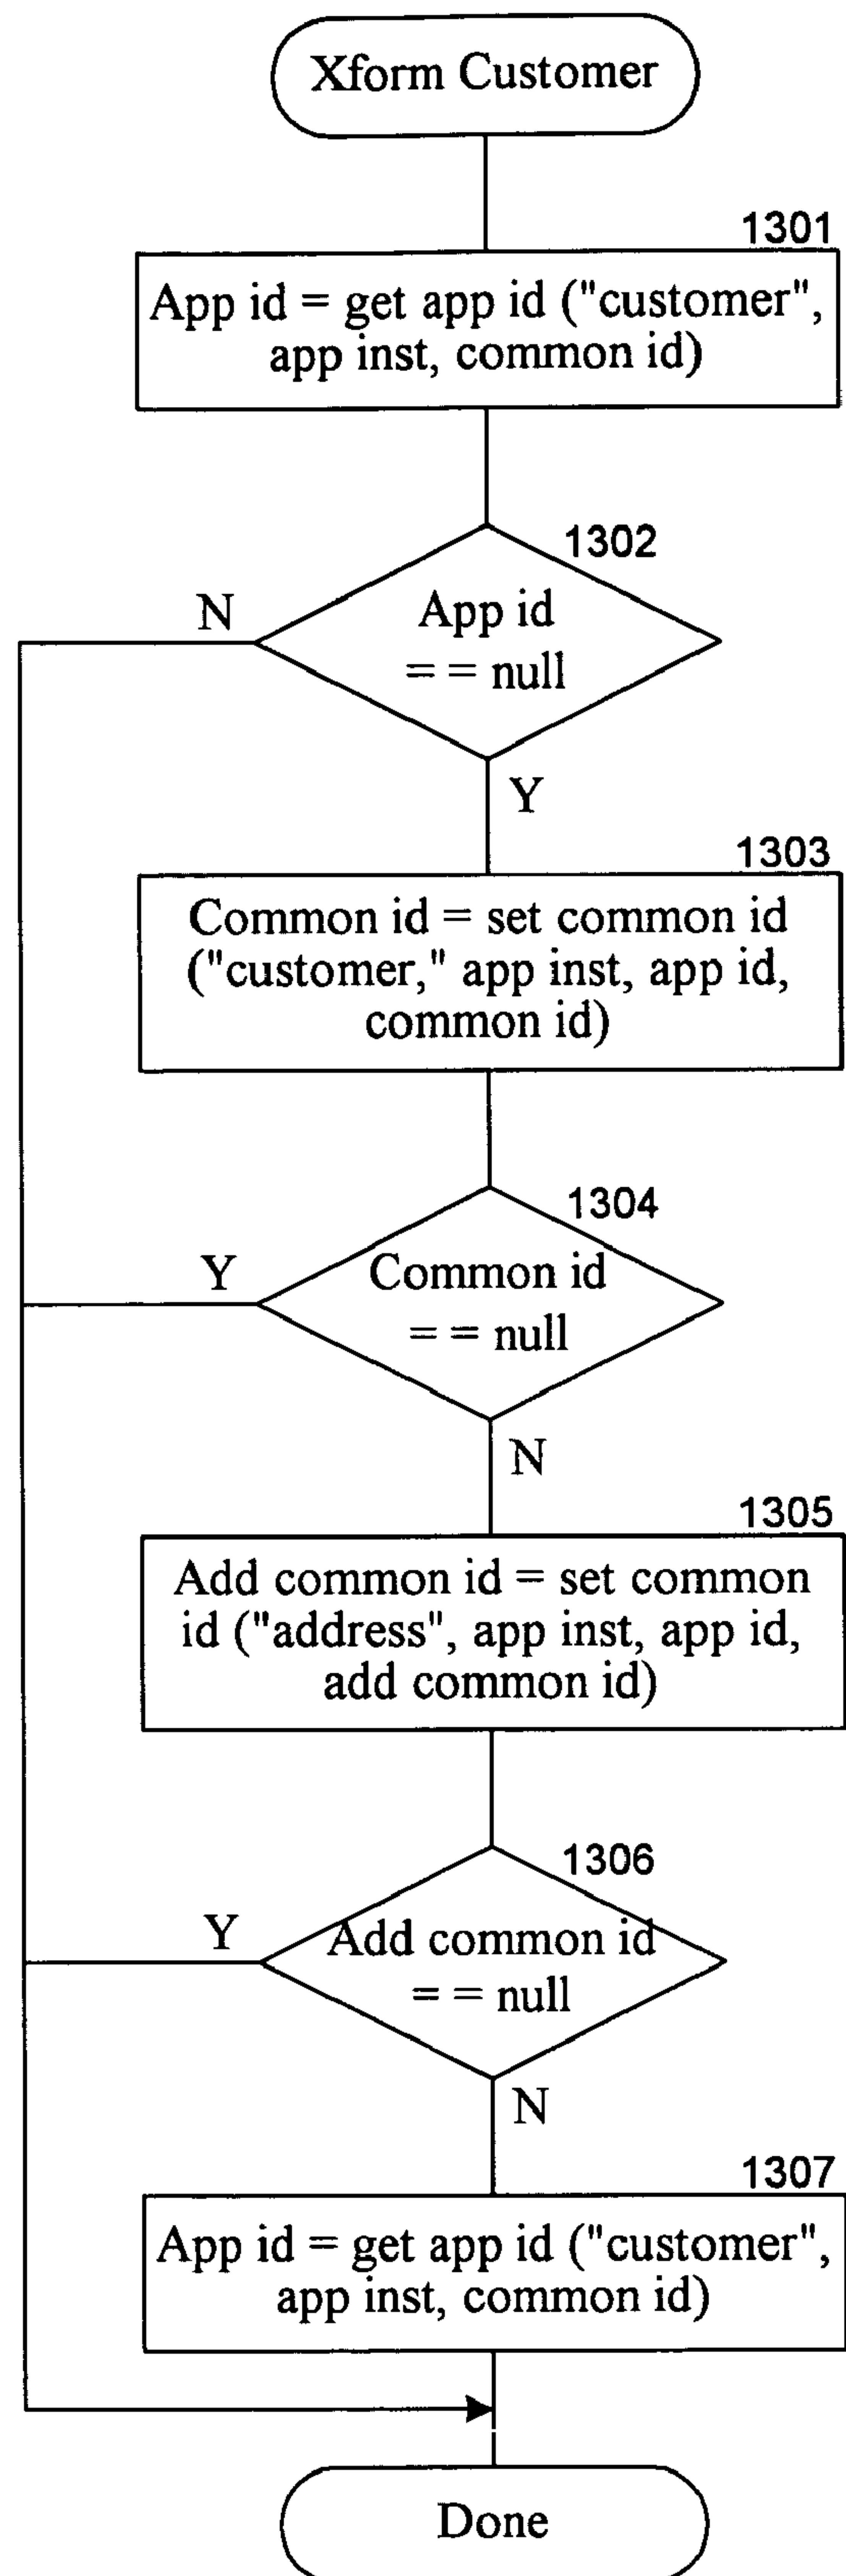 Xform Customer
1301
App id = get app id ("customer",
app inst, common id)
1302
N
App id
= = null
Y
1303
Common id = set common id
("customer," app inst, app id,
common id)
1304
Y
Common id
= = null
N
1305
Add common id = set common
id ("address", app inst, app id,
add common id)
1306
Y
Add common id
= = null
N
1307
App id = get app id ("customer",
app inst, common id)
Done